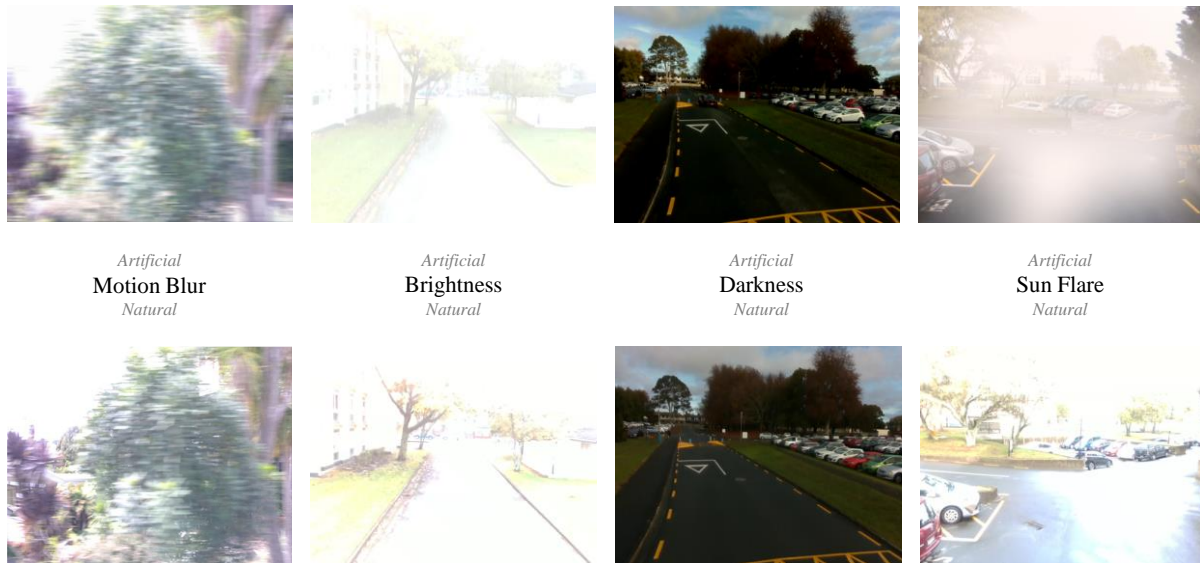 Artificial
Motion Blur
Natural
Artificial
Brightness
Natural
Artificial
Darkness
Natural
Artificial
Sun Flare
Natural